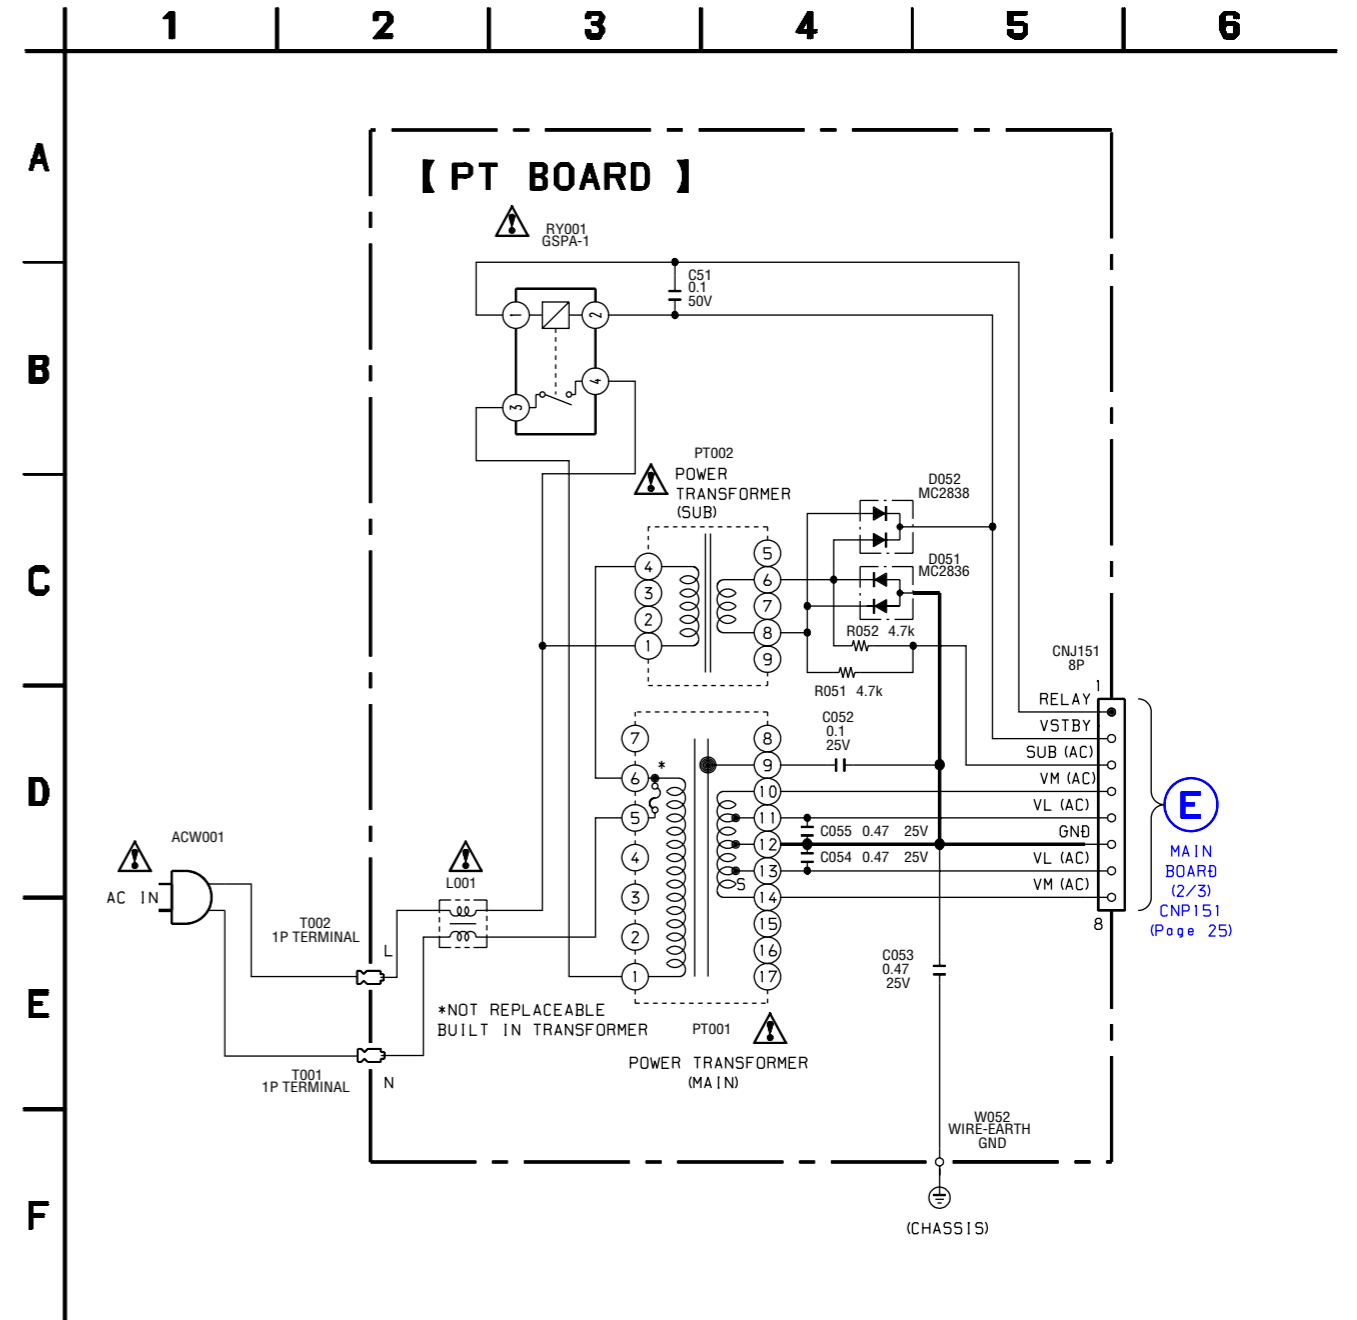 1 2 3 4 5 6
A
【 PT BOARD 】
RY001
GSPA-1
C51
0.1
50V
1
2
B
4
3
PT002
POWER
TRANSFORMER
(SUB)
D052
MC2838
5
C
4
6
D051
MC2836
3
7
2
8
R052 4.7k
1
9
CNJ151
8P
R051 4.7k
1
RELAY
VSTBY
SUB (AC)
VM (AC)
VL (AC)
GND
VL (AC)
VM (AC)
8
C052
0.1
25V
7
8
*
9
D
6
10
5
11
C055 0.47 25V
12
4
C054 0.47 25V
13
S
3
14
15
2
16
1
17
E
MAIN
BOARD
(2/3)
CNP151
(Page 25)
ACW001
AC IN
L001
T002
1P TERMINAL
L
C053
0.47
25V
E
*NOT REPLACEABLE
BUILT IN TRANSFORMER
PT001
POWER TRANSFORMER
(MAIN)
T001
1P TERMINAL
N
W052
WIRE-EARTH
GND
F
(CHASSIS)